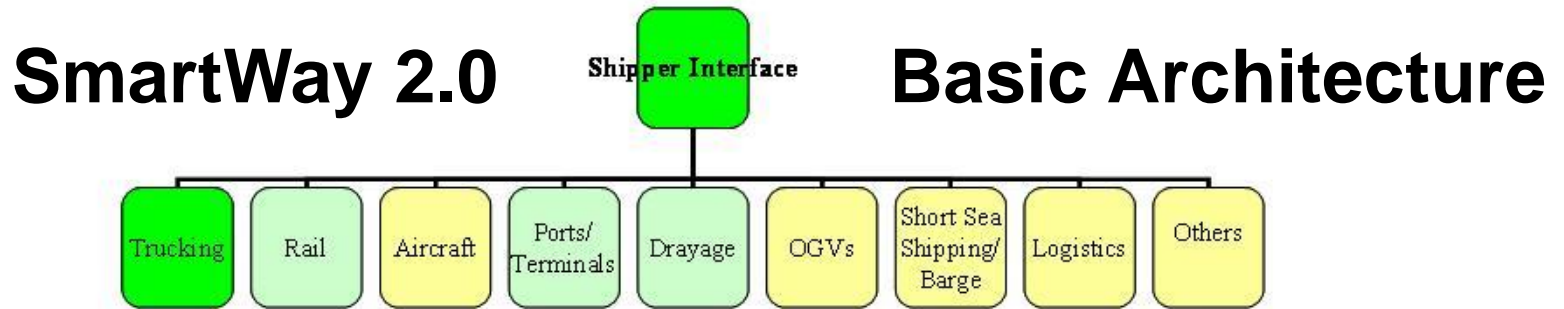 SmartWay 2.0
Shipper Interface
Basic Architecture
Trucking
Rail
Aircraft
Ports/
Terminals
Drayage
OGVs
Short Sea
Shipping/
Barge
Logistics
Others